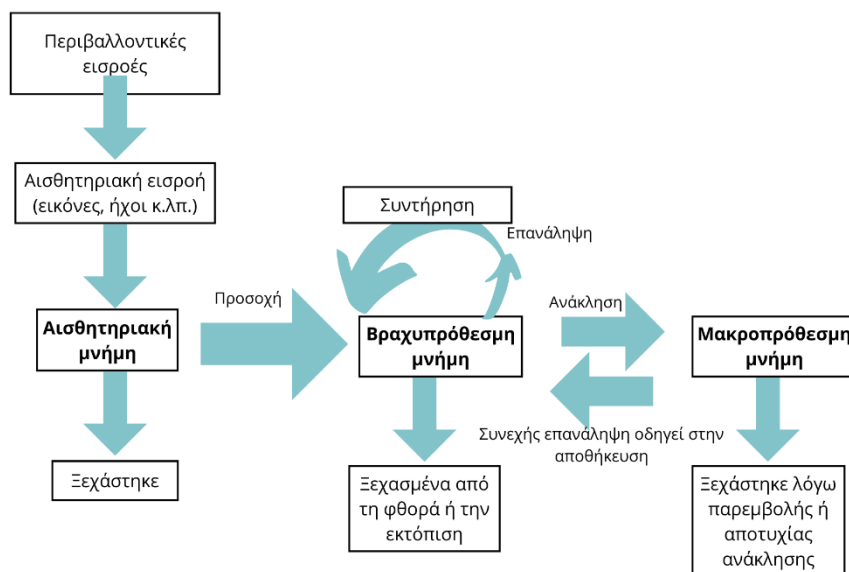 Περιβαλλοντικές
εισροές
Αισθητηριακή εισροή
(εικόνες, ήχοι κ.λπ.)
Συντήρηση
Επανάληψη
Προσοχή
Ανάκληση
Αισθητηριακή
μνήμη
Βραχυπρόθεσμη
μνήμη
Μακροπρόθεσμη
μνήμη
Συνεχής επανάληψη οδηγεί στην
αποθήκευση
Ξεχάστηκε
Ξεχασμένα από
τη φθορά ή την
εκτόπιση
Ξεχάστηκε λόγω
παρεμβολής ή
αποτυχίας
ανάκλησης